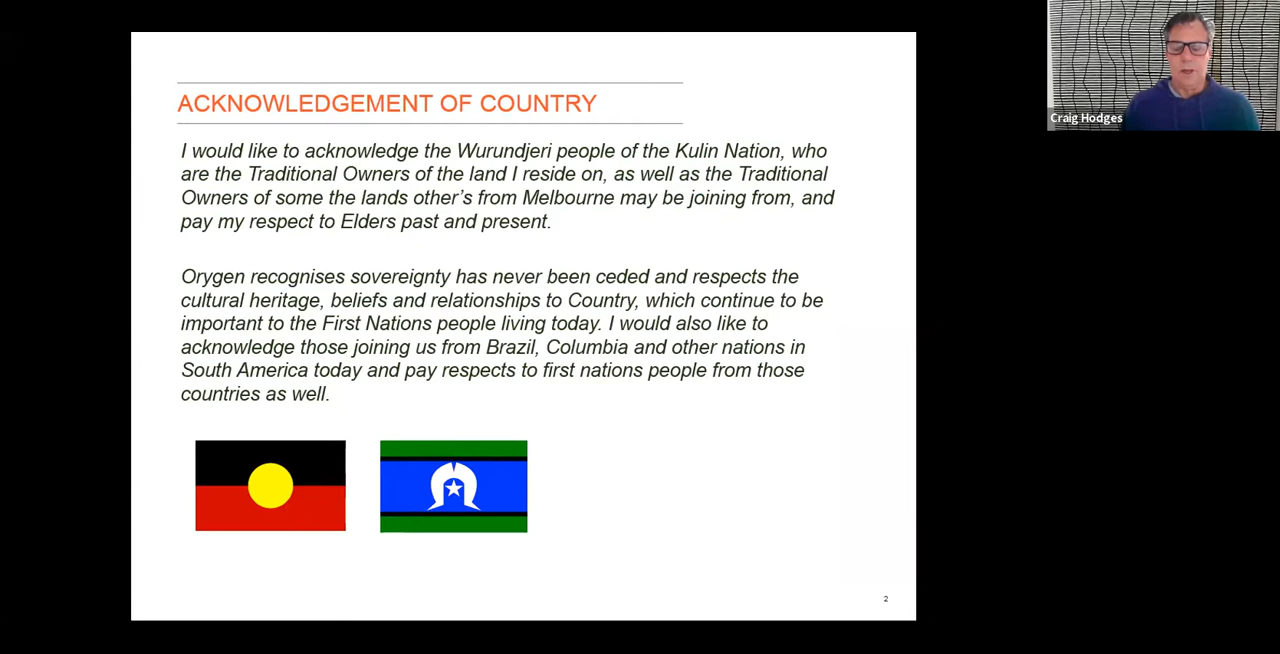 ACKNOWLEDGEMENT OF COUNTRY
I would like to acknowledge the Wurundjeri people of the Kulin Nation, who
are the Traditional Owners of the land I reside on, as well as the Traditional
Owners of some the lands other's from Melbourne may be joining from, and
pay my respect to Elders past and present.
Orygen recognises sovereignty has never been ceded and respects the
cultural heritage, beliefs and relationships to Country, which continue to be
important to the First Nations people living today. I would also like to
acknowledge those joining us from Brazil, Columbia and other nations in
South America today and pay respects to first nations people from those
countries as well.
2
Craig Hodges